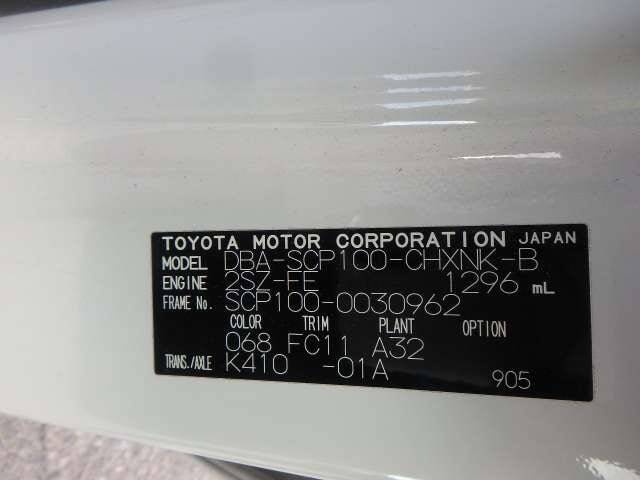 TOYOTA MOTOR CORPORATION JAPAN
MODEL DBA-SCP100-CHXNK-B
ENGINE 2SZ-FE 1296 mL
FRAME No. SCP100-0030962
COLOR TRIM PLANT OPTION
068 FC11 A32
TRANS./AXLE K410 -01A
905